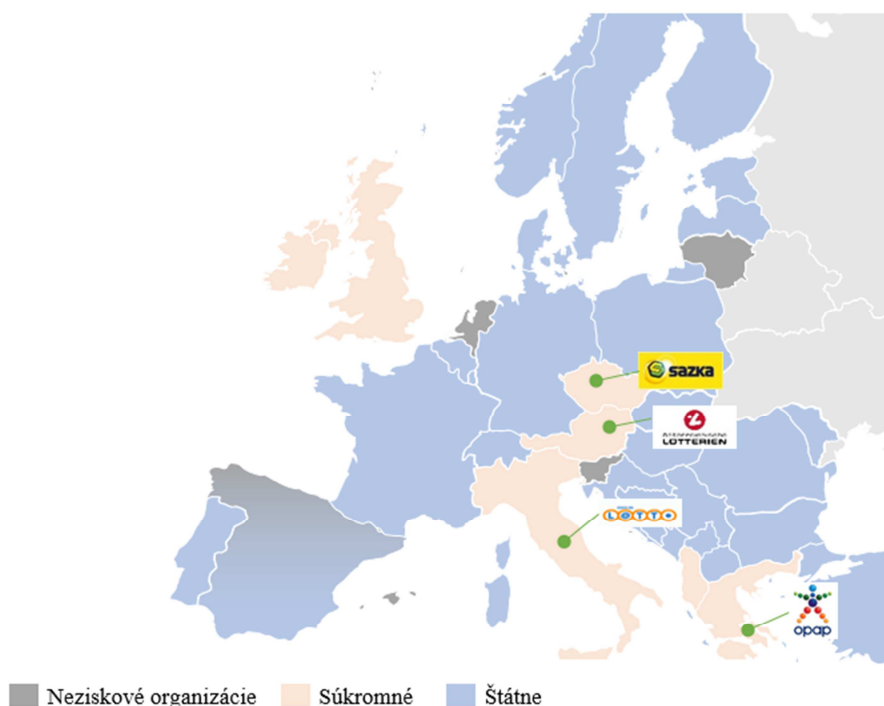 sazka
LOTTERIEN
LOTTO
opap
Neziskové organizácie Súkromné Štátne